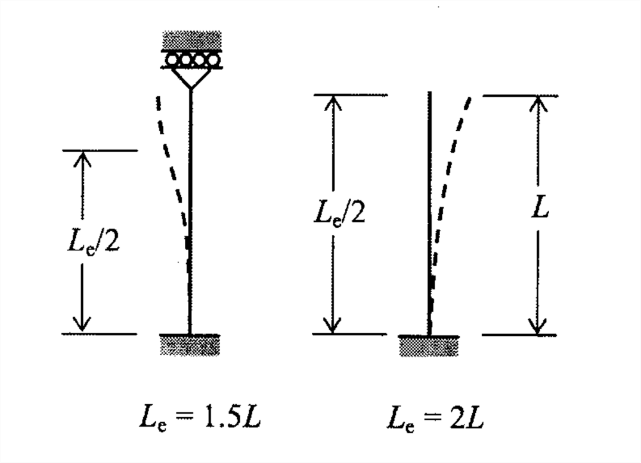 Lₑ/2
Lₑ/2
L
Lₑ = 1.5L
Lₑ = 2L